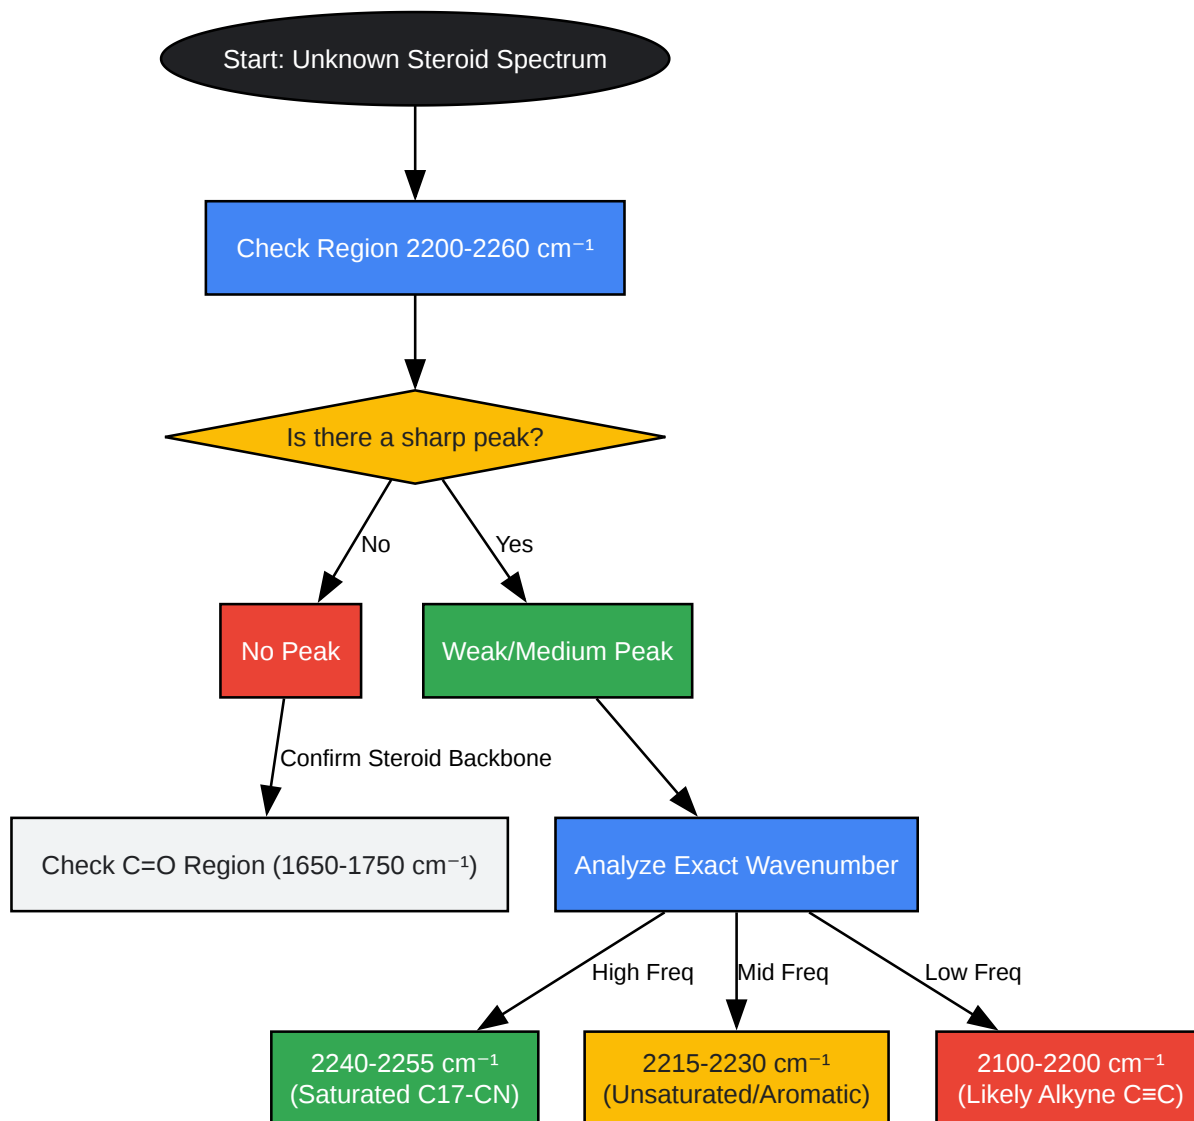 Start: Unknown Steroid Spectrum
Check Region 2200-2260 cm⁻¹
Is there a sharp peak?
No
Yes
No Peak
Weak/Medium Peak
Confirm Steroid Backbone
Check C=O Region (1650-1750 cm⁻¹)
Analyze Exact Wavenumber
High Freq
Mid Freq
Low Freq
2240-2255 cm⁻¹
(Saturated C17-CN)
2215-2230 cm⁻¹
(Unsaturated/Aromatic)
2100-2200 cm⁻¹
(Likely Alkyne C≡C)